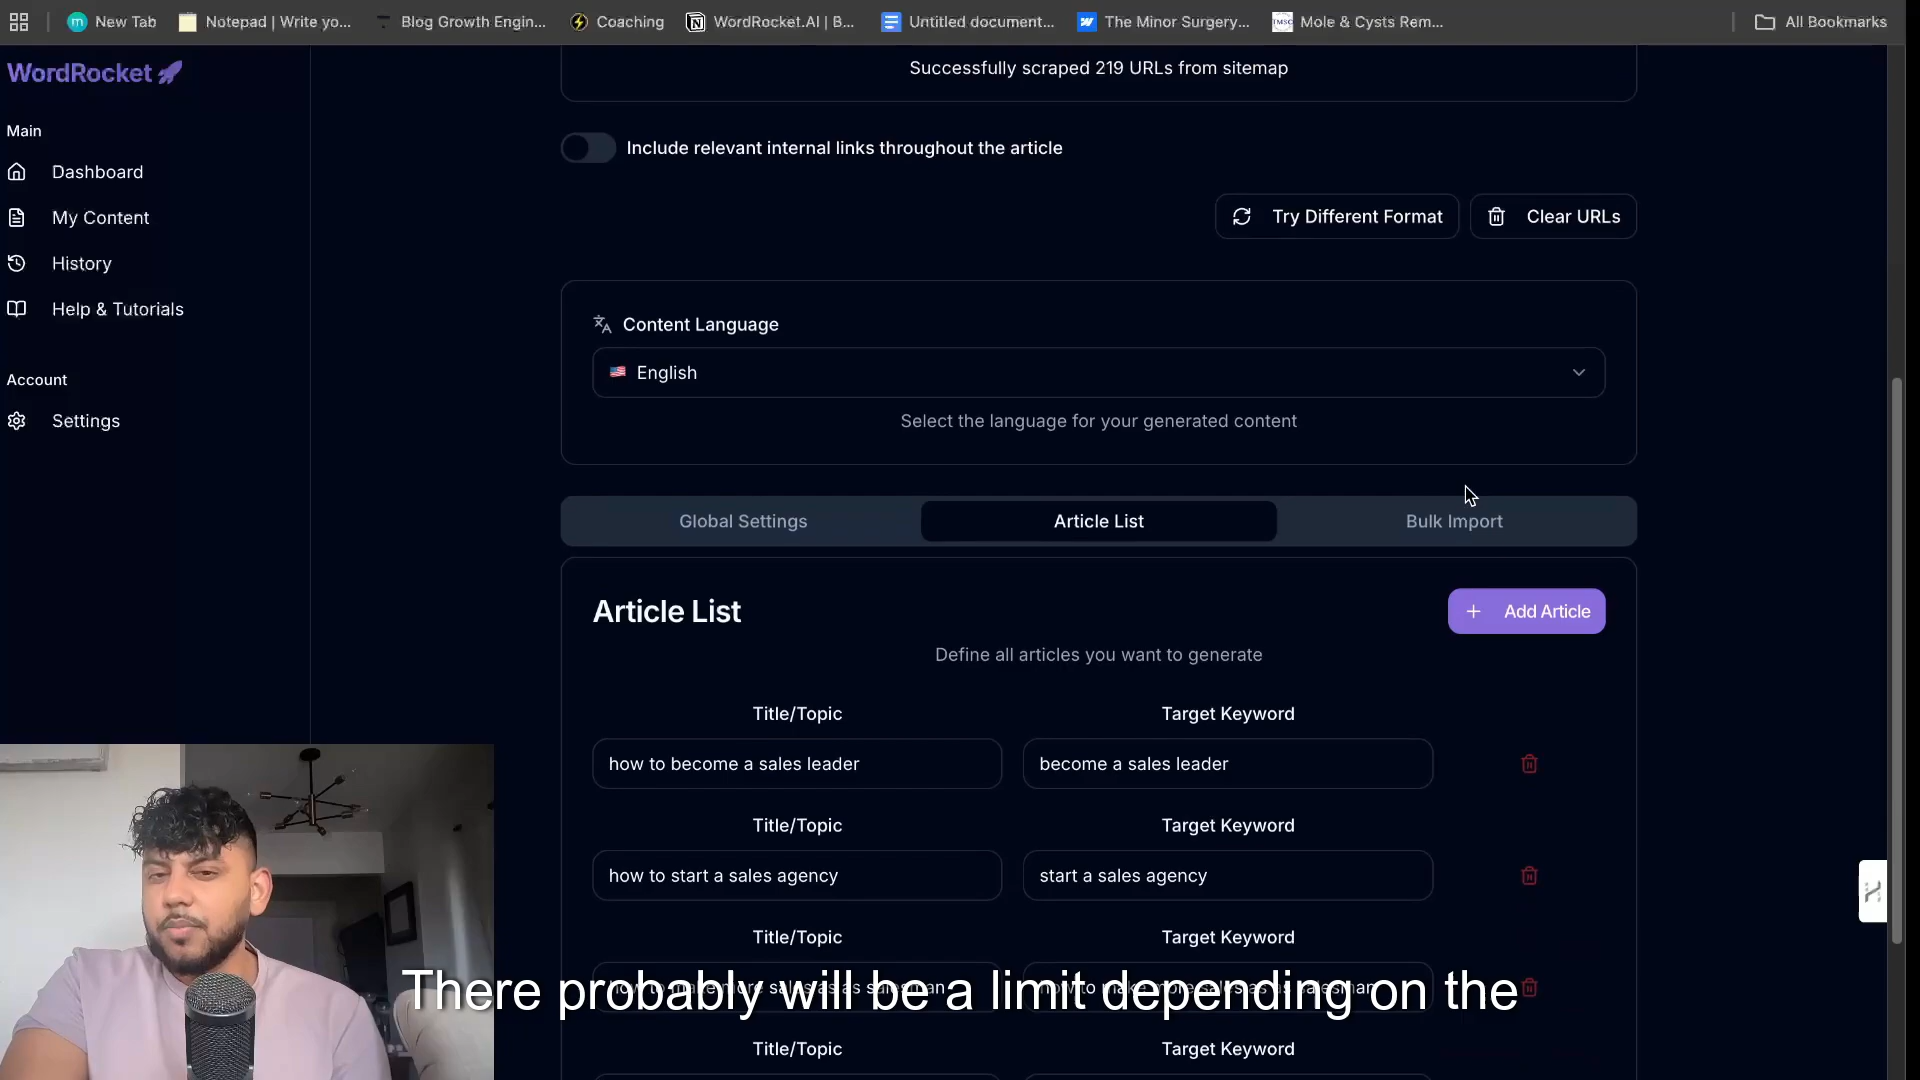 New Tab
Notepad | Write yo...
Blog Growth Engin...
Coaching
WordRocket.AI | B...
Untitled document...
The Minor Surgery...
TMSC
Mole & Cysts Rem...
All Bookmarks
WordRocket
Main
Dashboard
My Content
History
Help & Tutorials
Account
Settings
Successfully scraped 219 URLs from sitemap
Include relevant internal links throughout the article
Try Different Format
Clear URLs
Content Language
English
Select the language for your generated content
Global Settings
Article List
Bulk Import
Article List
+ Add Article
Define all articles you want to generate
Title/Topic
Target Keyword
how to become a sales leader
become a sales leader
Title/Topic
Target Keyword
how to start a sales agency
start a sales agency
Title/Topic
Target Keyword
There probably will be a limit depending on the
Title/Topic
Target Keyword